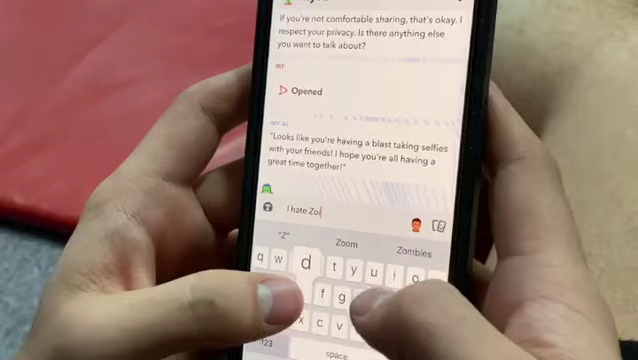 If you're not comfortable sharing, that's okay. I
respect your privacy. Is there anything else
you want to talk about?
ME
Opened
MY AI
"Looks like you're having a blast taking selfies
with your friends! I hope you're all having a
great time together!"
I hate Zo
"Z" Zoom Zombies
q w d t y u i o
f g
x c v
123 space